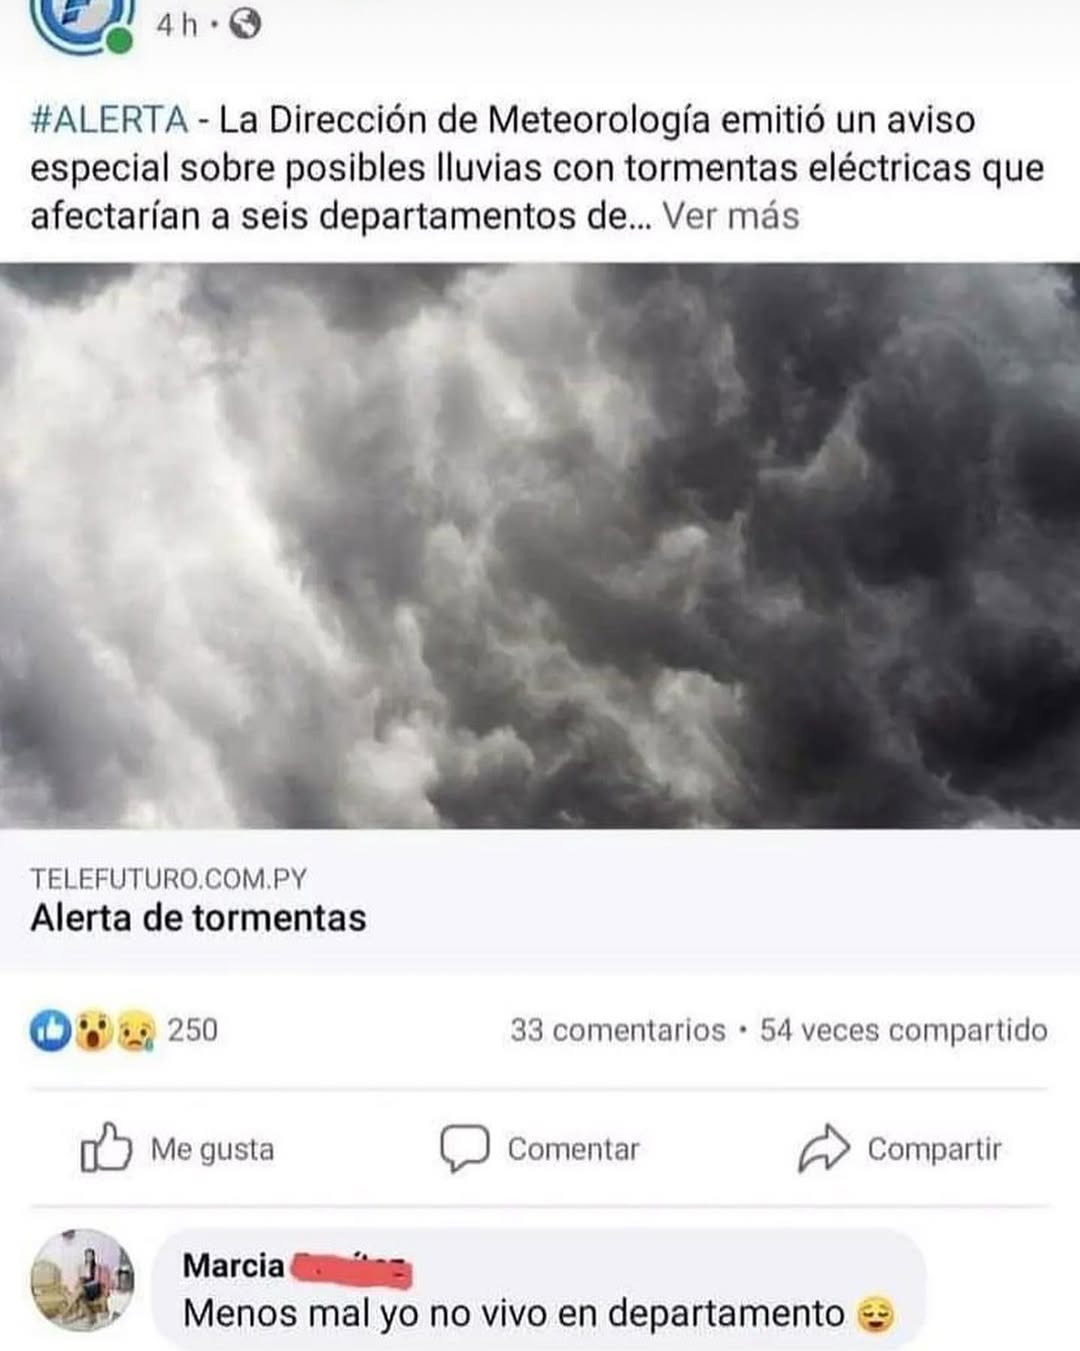 4 h ·
#ALERTA - La Dirección de Meteorología emitió un aviso
especial sobre posibles lluvias con tormentas eléctricas que
afectarían a seis departamentos de... Ver más
TELEFUTURO.COM.PY
Alerta de tormentas
250
33 comentarios • 54 veces compartido
Me gusta
Comentar
Compartir
Marcia
Menos mal yo no vivo en departamento 😌